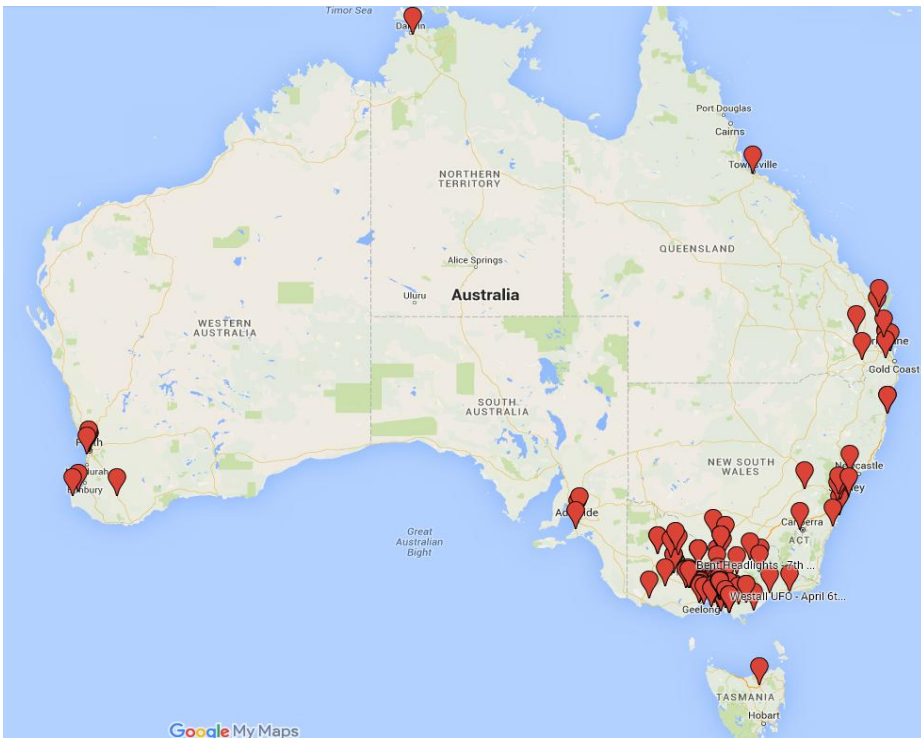 Timor Sea
Port Douglas
Cairns
NORTHERN
TERRITORY
QUEENSLAND
Alice Springs
Uluru
Australia
WESTERN
AUSTRALIA
Gold Coast
SOUTH
AUSTRALIA
NEW SOUTH
WALES
Canberra
ACT
Great
Australian
Bight
Bent Headlights - 7th ...
Westall UFO - April 6t...
Geelong
TASMANIA
Hobart
Google My Maps